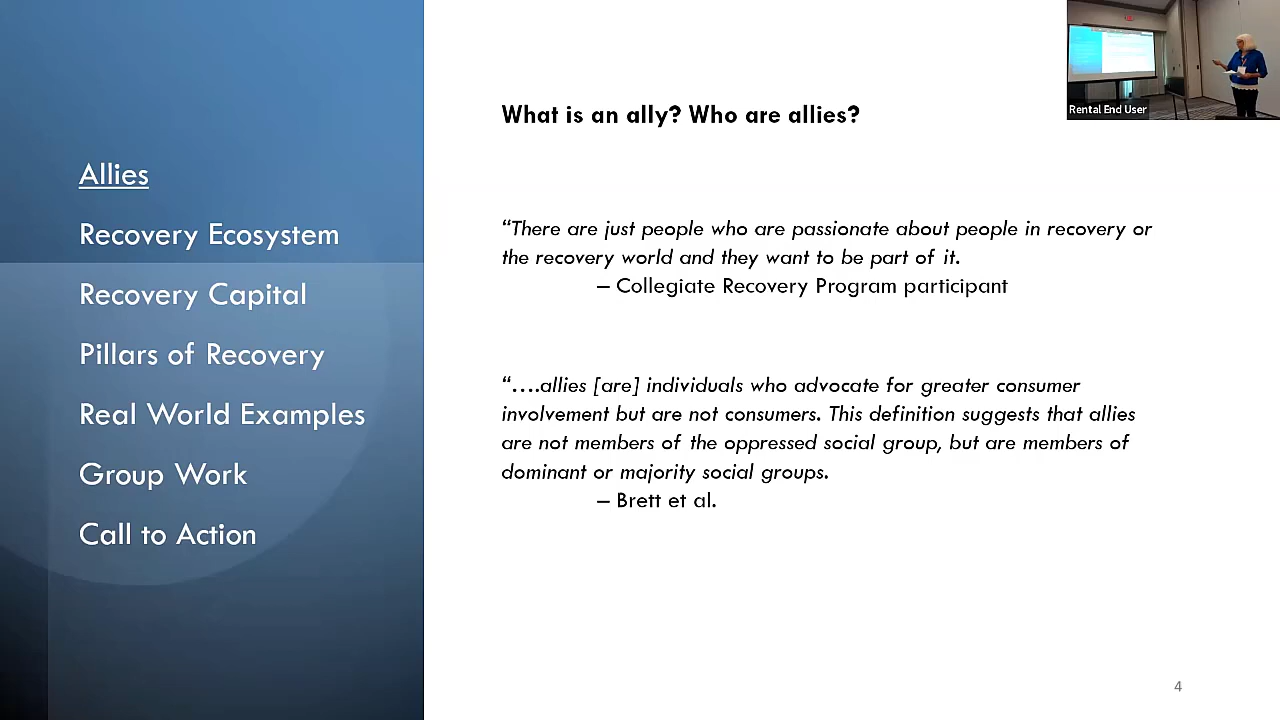 Allies
Recovery Ecosystem
Recovery Capital
Pillars of Recovery
Real World Examples
Group Work
Call to Action
What is an ally? Who are allies?
“There are just people who are passionate about people in recovery or
the recovery world and they want to be part of it.
– Collegiate Recovery Program participant
“….allies [are] individuals who advocate for greater consumer
involvement but are not consumers. This definition suggests that allies
are not members of the oppressed social group, but are members of
dominant or majority social groups.
– Brett et al.
Rental End User
4